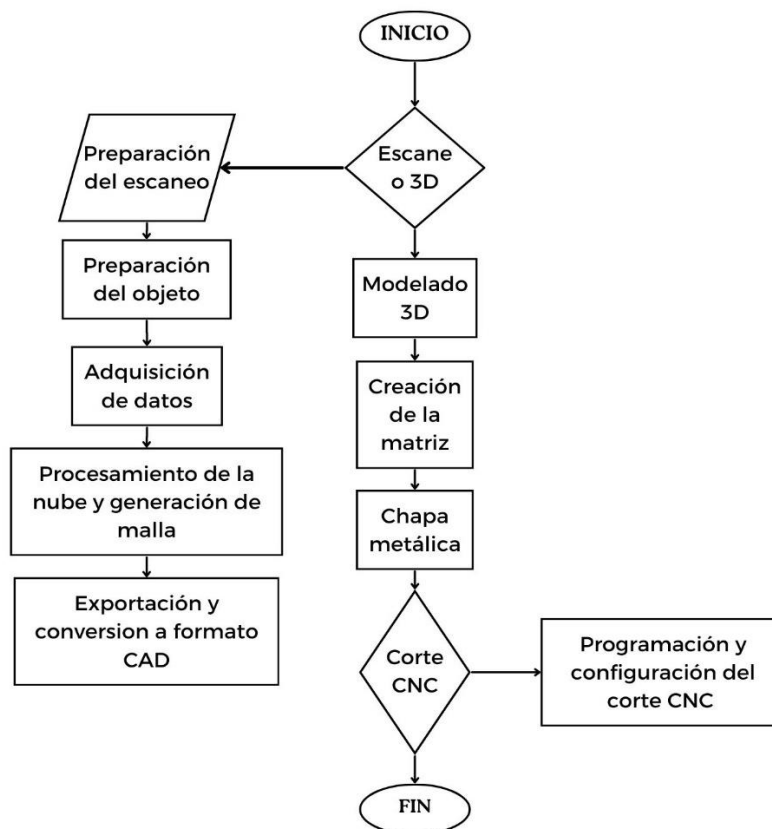 INICIO
Escane
o 3D
Preparación
del escaneo
Preparación
del objeto
Adquisición
de datos
Procesamiento de la
nube y generación de
malla
Exportación y
conversion a formato
CAD
Modelado
3D
Creación
de la
matriz
Chapa
metálica
Corte
CNC
Programación y
configuración del
corte CNC
FIN